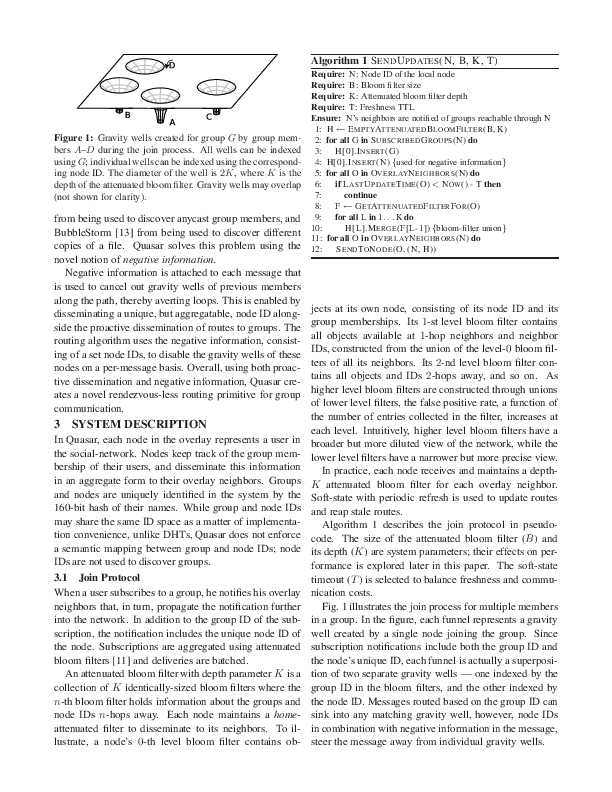 D
B
A
C
Figure 1: Gravity wells created for group G by group mem-
bers A–D during the join process. All wells can be indexed
using G; individual wells can be indexed using the correspond-
ing node ID. The diameter of the well is 2K, where K is the
depth of the attenuated bloom filter. Gravity wells may overlap
(not shown for clarity).
from being used to discover anycast group members, and
BubbleStorm [13] from being used to discover different
copies of a file. Quasar solves this problem using the
novel notion of negative information.
Negative information is attached to each message that
is used to cancel out gravity wells of previous members
along the path, thereby averting loops. This is enabled by
disseminating a unique, but aggregatable, node ID along-
side the proactive dissemination of routes to groups. The
routing algorithm uses the negative information, consist-
ing of a set node IDs, to disable the gravity wells of these
nodes on a per-message basis. Overall, using both proac-
tive dissemination and negative information, Quasar cre-
ates a novel rendezvous-less routing primitive for group
communication.
3 SYSTEM DESCRIPTION
In Quasar, each node in the overlay represents a user in
the social-network. Nodes keep track of the group mem-
bership of their users, and disseminate this information
in an aggregate form to their overlay neighbors. Groups
and nodes are uniquely identified in the system by the
160-bit hash of their names. While group and node IDs
may share the same ID space as a matter of implementa-
tion convenience, unlike DHTs, Quasar does not enforce
a semantic mapping between group and node IDs; node
IDs are not used to discover groups.
3.1 Join Protocol
When a user subscribes to a group, he notifies his overlay
neighbors that, in turn, propagate the notification further
into the network. In addition to the group ID of the sub-
scription, the notification includes the unique node ID of
the node. Subscriptions are aggregated using attenuated
bloom filters [11] and deliveries are batched.
An attenuated bloom filter with depth parameter K is a
collection of K identically-sized bloom filters where the
n-th bloom filter holds information about the groups and
node IDs n-hops away. Each node maintains a home-
attenuated filter to disseminate to its neighbors. To il-
lustrate, a node's 0-th level bloom filter contains ob-
Algorithm 1 SENDUPDATES(N, B, K, T)
Require: N: Node ID of the local node
Require: B: Bloom filter size
Require: K: Attenuated bloom filter depth
Require: T: Freshness TTL
Ensure: N's neighbors are notified of groups reachable through N
1: H ← EMPTYATTENUATEDBLOOMFILTER(B, K)
2: for all G in SUBSCRIBEDGROUPS(N) do
3: H[0].INSERT(G)
4: H[0].INSERT(N) {used for negative information}
5: for all O in OVERLAYNEIGHBORS(N) do
6: if LASTUPDATETIME(O) < NOW() - T then
7: continue
8: F ← GETATTENUATEDFILTERFOR(O)
9: for all L in 1 . . . K do
10: H[L].MERGE(F[L-1]) {bloom-filter union}
11: for all O in OVERLAYNEIGHBORS(N) do
12: SENDTONODE(O, (N, H))
jects at its own node, consisting of its node ID and its
group memberships. Its 1-st level bloom filter contains
all objects available at 1-hop neighbors and neighbor
IDs, constructed from the union of the level-0 bloom fil-
ters of all its neighbors. Its 2-nd level bloom filter con-
tains all objects and IDs 2-hops away, and so on. As
higher level bloom filters are constructed through unions
of lower level filters, the false positive rate, a function of
the number of entries collected in the filter, increases at
each level. Intuitively, higher level bloom filters have a
broader but more diluted view of the network, while the
lower level filters have a narrower but more precise view.
In practice, each node receives and maintains a depth-
K attenuated bloom filter for each overlay neighbor.
Soft-state with periodic refresh is used to update routes
and reap stale routes.
Algorithm 1 describes the join protocol in pseudo-
code. The size of the attenuated bloom filter (B) and
its depth (K) are system parameters; their effects on per-
formance is explored later in this paper. The soft-state
timeout (T) is selected to balance freshness and commu-
nication costs.
Fig. 1 illustrates the join process for multiple members
in a group. In the figure, each funnel represents a gravity
well created by a single node joining the group. Since
subscription notifications include both the group ID and
the node's unique ID, each funnel is actually a superposi-
tion of two separate gravity wells — one indexed by the
group ID in the bloom filters, and the other indexed by
the node ID. Messages routed based on the group ID can
sink into any matching gravity well, however, node IDs
in combination with negative information in the message,
steer the message away from individual gravity wells.